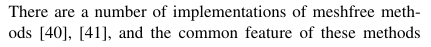 There are a number of implementations of meshfree meth-
ods [40], [41], and the common feature of these methods